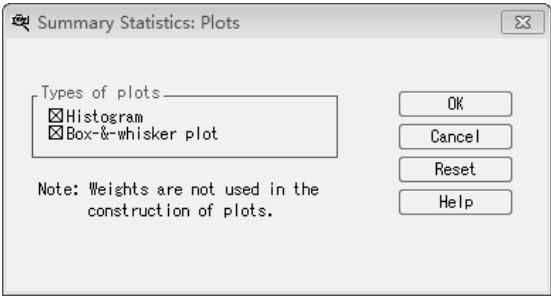 Summary Statistics: Plots
Types of plots
Histogram
Box-&-whisker plot
Note: Weights are not used in the
construction of plots.
OK
Cancel
Reset
Help